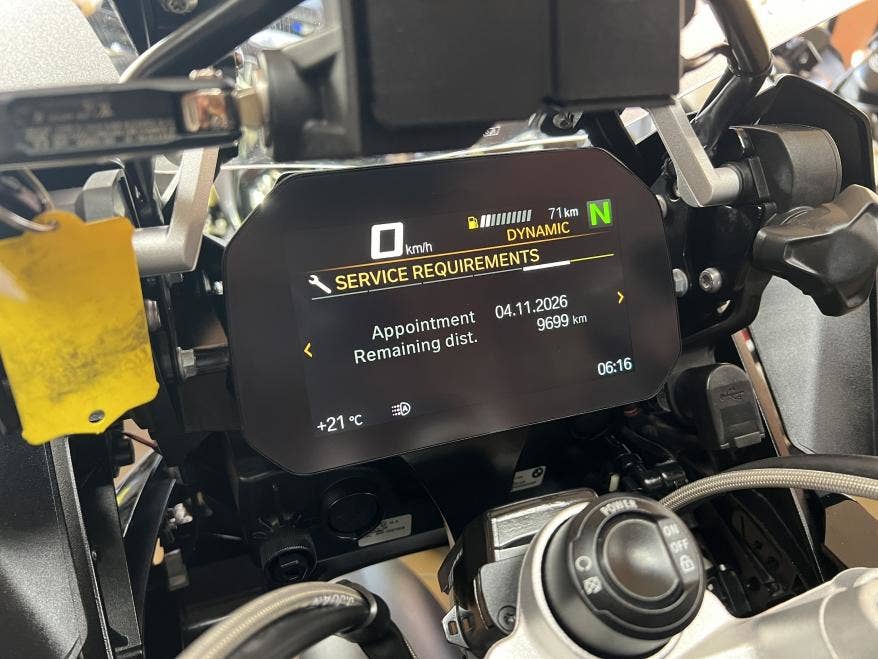 0 km/h
71 km
N
DYNAMIC
SERVICE REQUIREMENTS
Appointment 04.11.2026
Remaining dist. 9699 km
06:16
+21 °C
A
POWER
ON
OFF